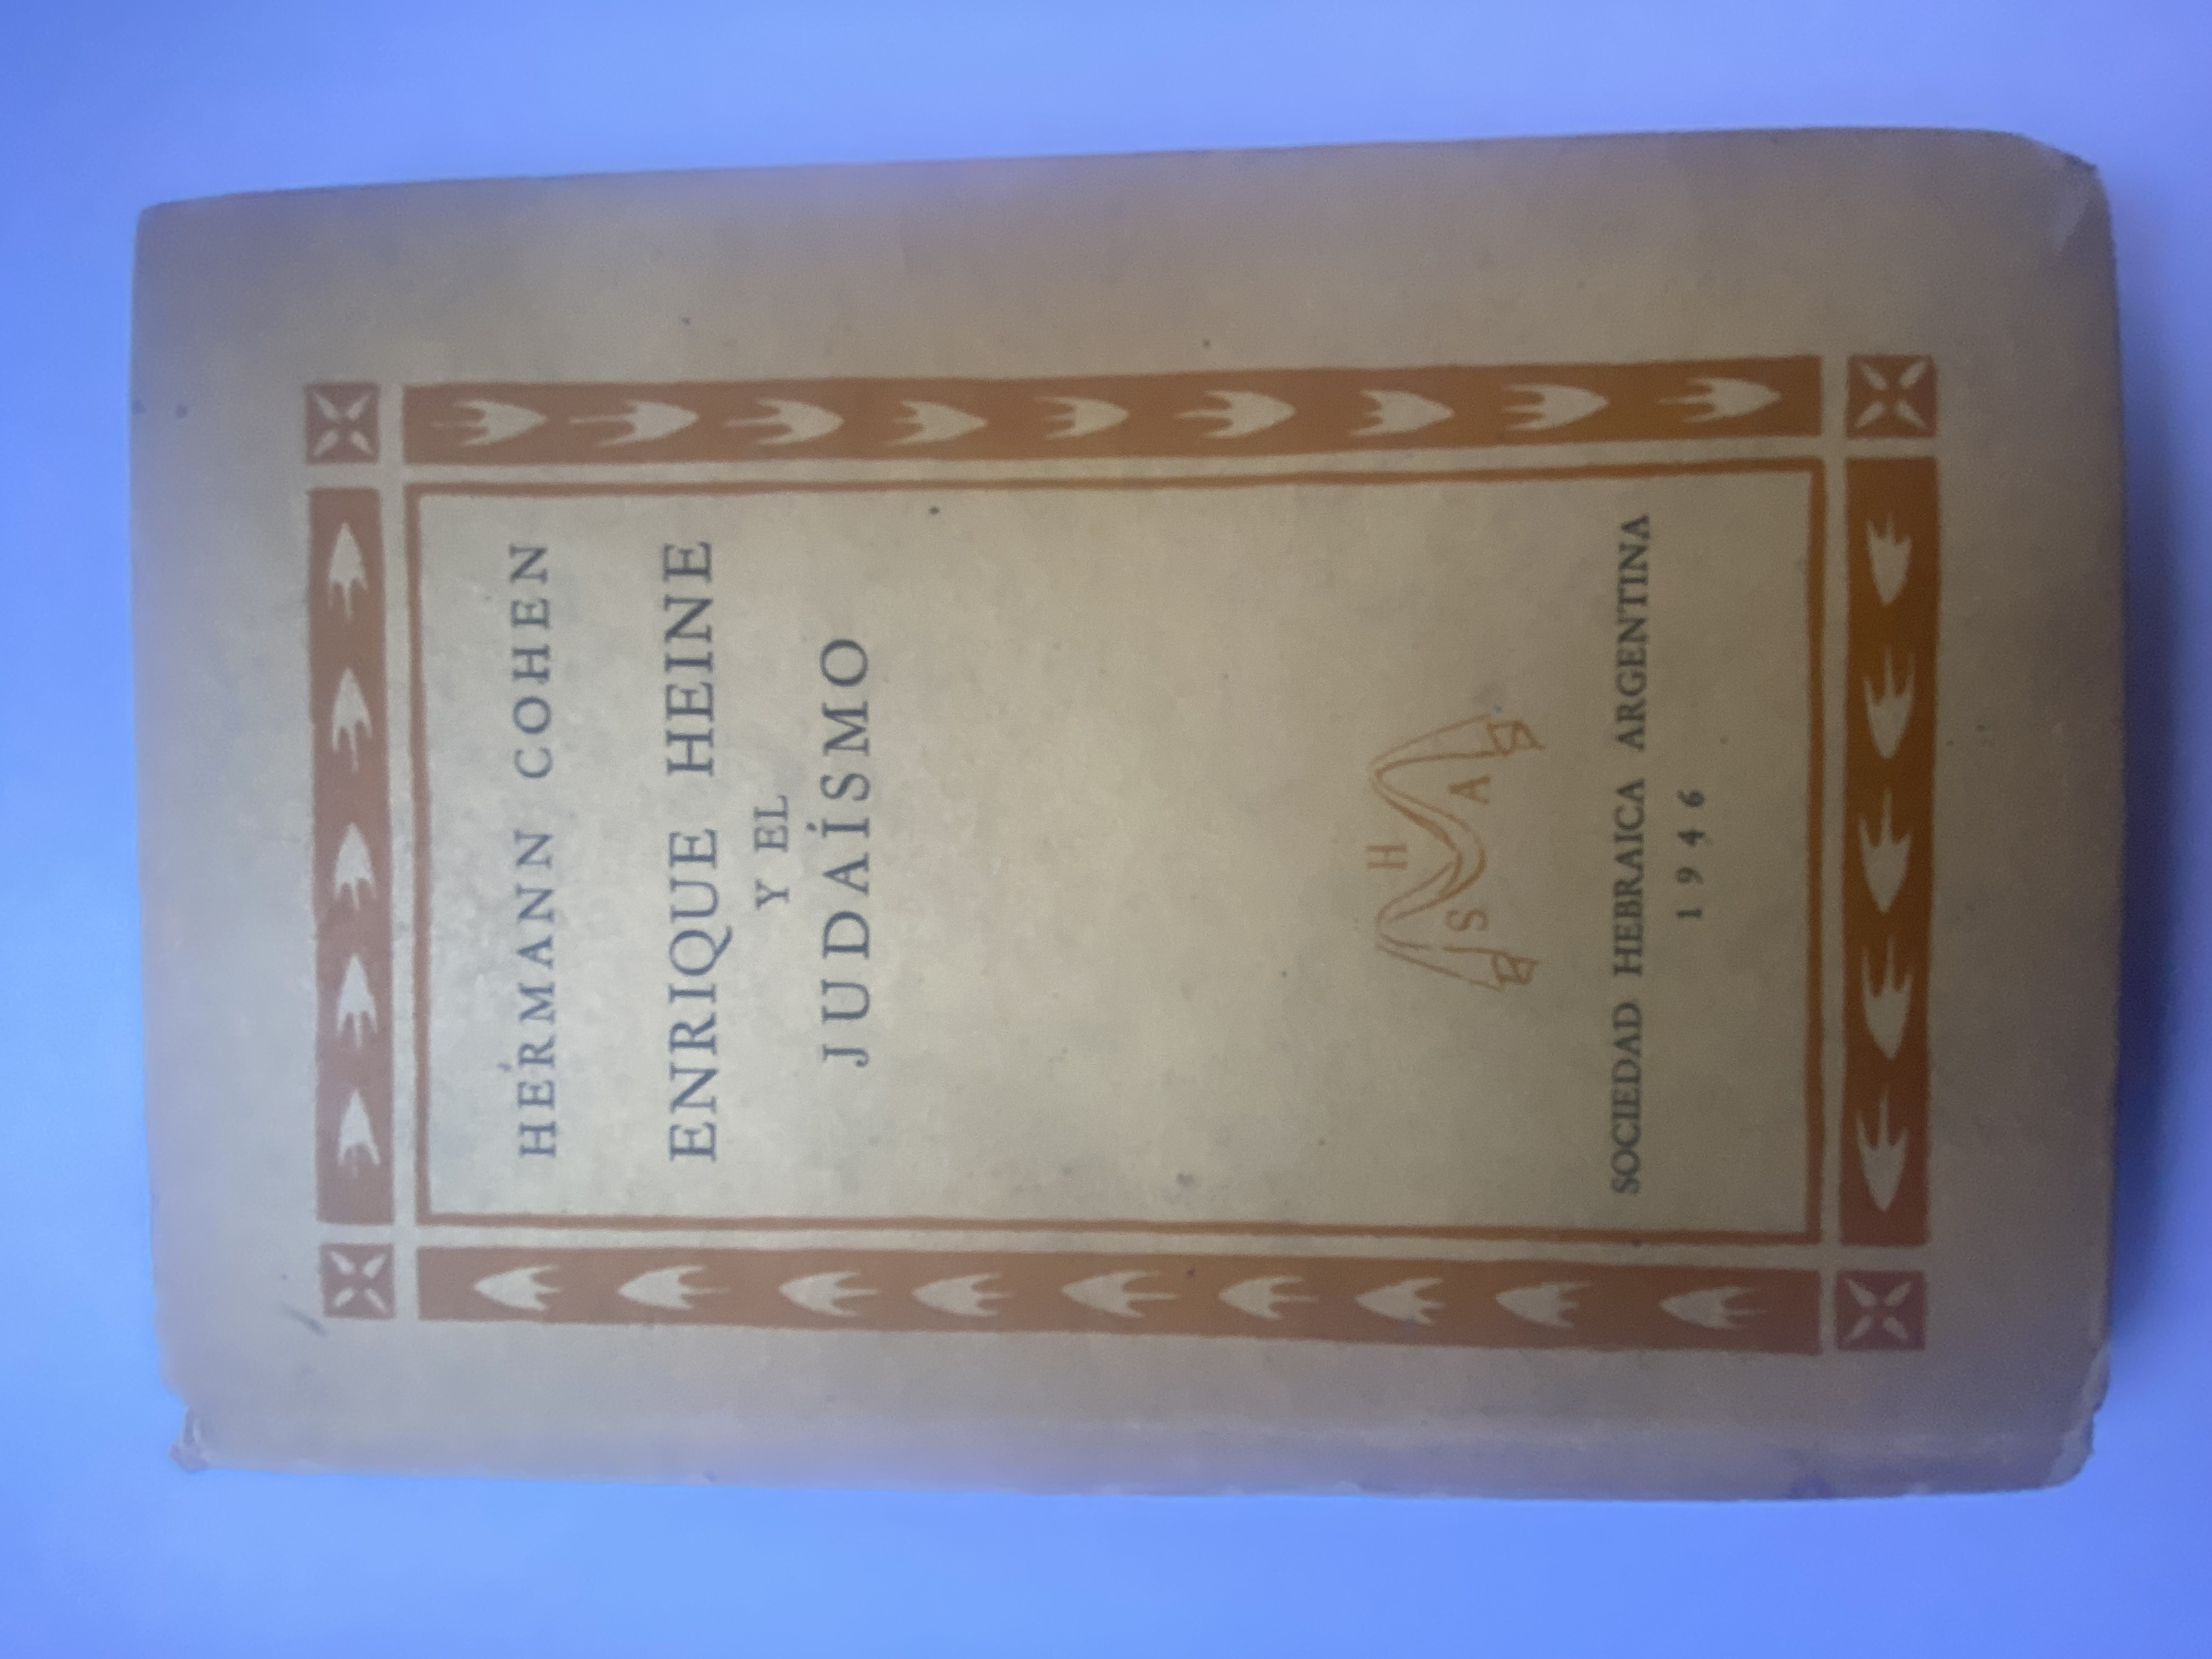 HERMANN COHEN
ENRIQUE HEINE
Y EL
JUDAÍSMO
H
S A
SOCIEDAD HEBRAICA ARGENTINA
1946